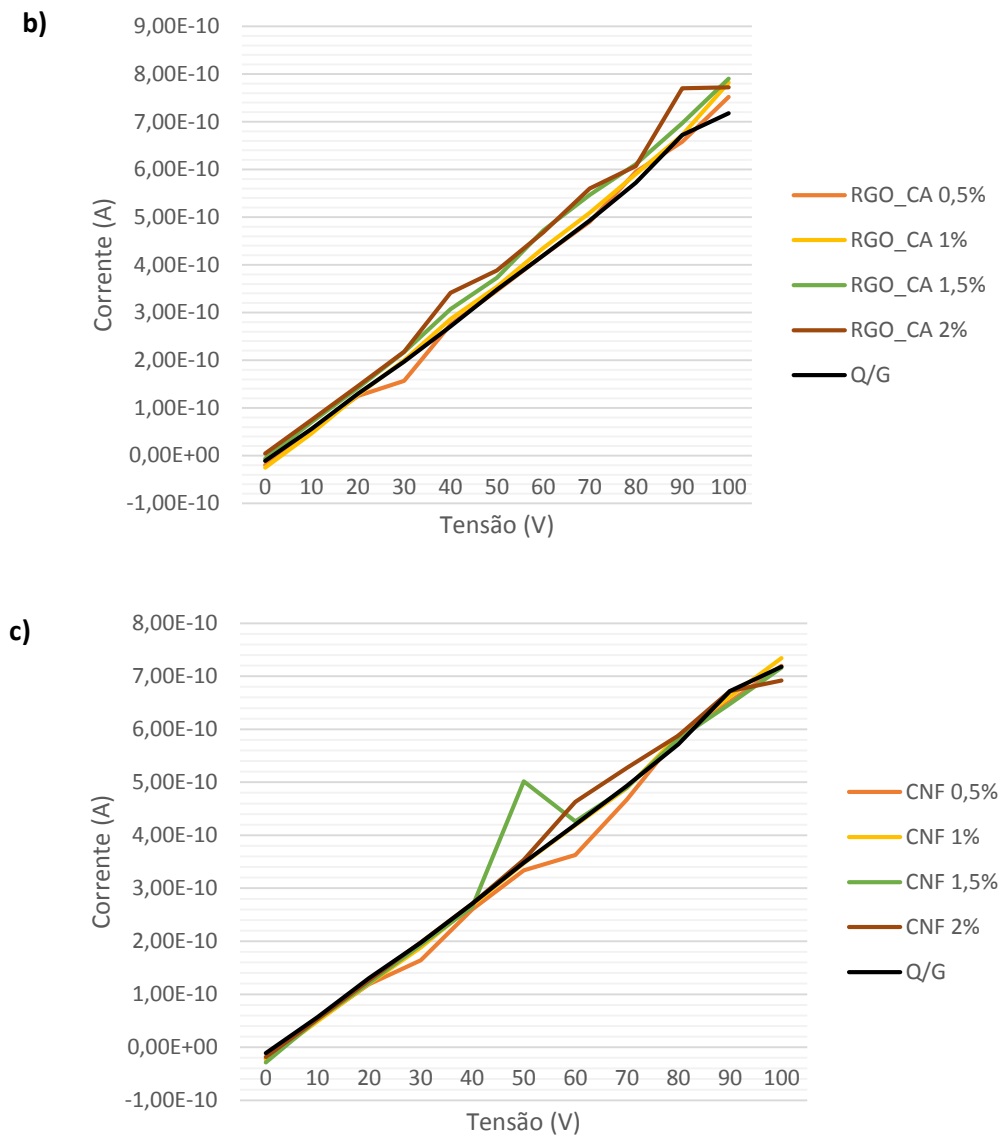 b)
9,00E-10
8,00E-10
7,00E-10
6,00E-10
5,00E-10
4,00E-10
3,00E-10
2,00E-10
1,00E-10
0,00E+00
-1,00E-10
Corrente (A)
0 10 20 30 40 50 60 70 80 90 100
Tensão (V)
RGO_CA 0,5%
RGO_CA 1%
RGO_CA 1,5%
RGO_CA 2%
Q/G
c)
8,00E-10
7,00E-10
6,00E-10
5,00E-10
4,00E-10
3,00E-10
2,00E-10
1,00E-10
0,00E+00
-1,00E-10
Corrente (A)
0 10 20 30 40 50 60 70 80 90 100
Tensão (V)
CNF 0,5%
CNF 1%
CNF 1,5%
CNF 2%
Q/G